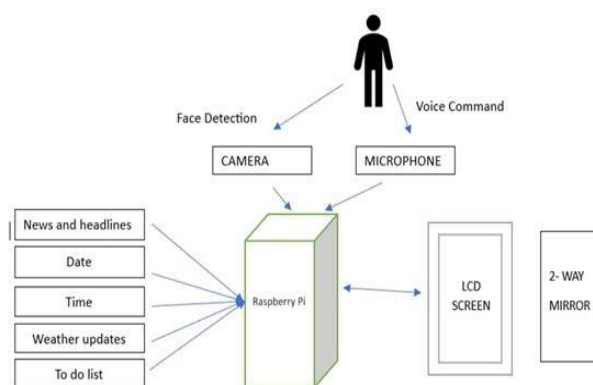 Face Detection
Voice Command
CAMERA
MICROPHONE
News and headlines
Date
Time
Weather updates
To do list
Raspberry Pi
LCD
SCREEN
2- WAY
MIRROR